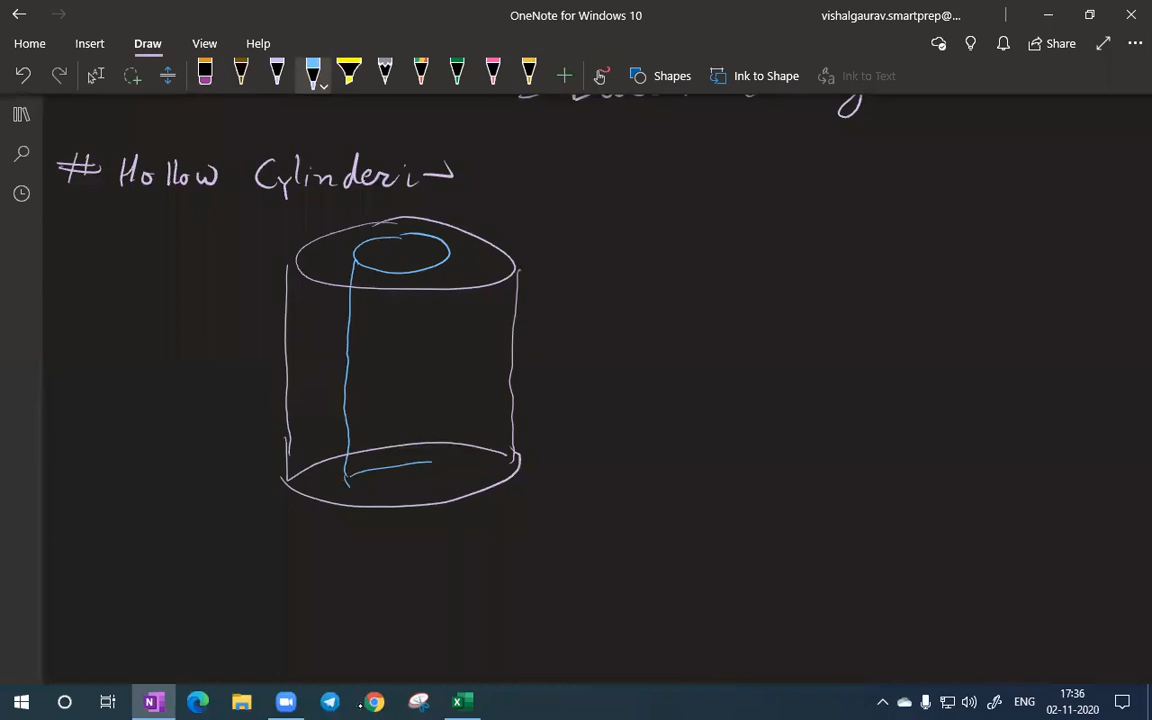 OneNote for Windows 10
vishalgaurav.smartprep@...
Home Insert Draw View Help
Share
Shapes Ink to Shape Ink to Text
# Hollow Cylinder :→
ENG
17:36
02-11-2020